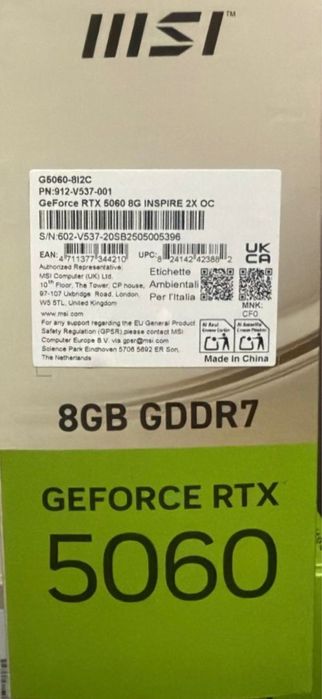 msi™
G5060-8I2C
PN:912-V537-001
GeForce RTX 5060 8G INSPIRE 2X OC
S/N:602-V537-20SB2505005396
EAN: 4 711377 344210 UPC: 8 24142 42388 2
UK
CA
Authorized Representative:
MSI Computer (UK) Ltd.
10th Floor, The Tower, CP house,
97-107 Uxbridge Road, London,
W5 5TL, United Kingdom
www.msi.com
Etichette
Ambientali
Per l'Italia
MNK:
CFO
For any support regarding the EU General Product
Safety Regulation (GPSR),please contact MSI
Computer Europe B.V. via gpsr@msi.com
Science Park Eindhoven 5706 5692 ER Son,
The Netherlands
Made In China
8GB GDDR7
GEFORCE RTX
5060